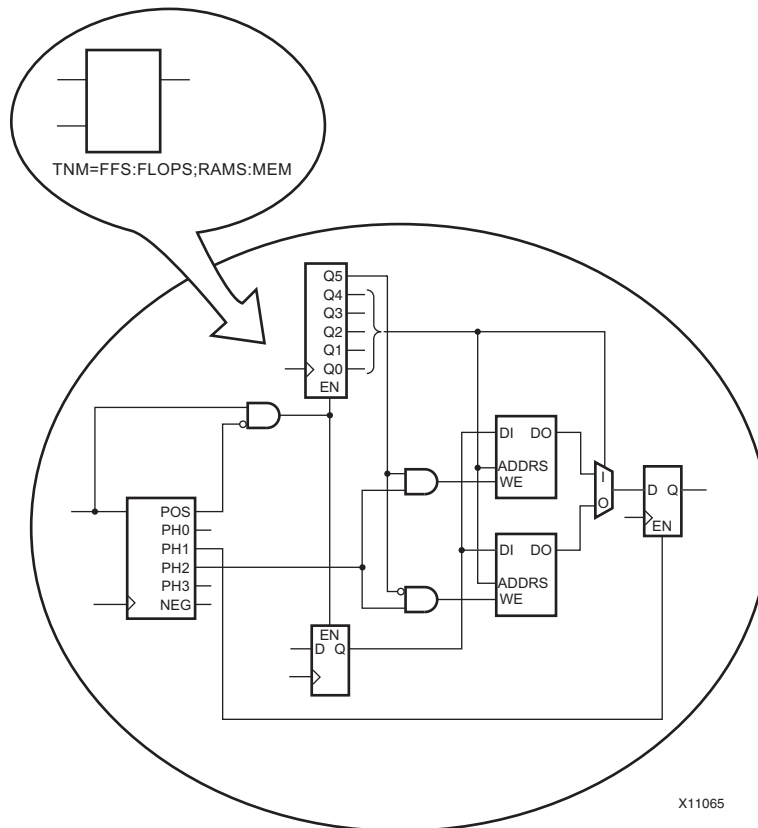 TNM=FFS:FLOPS;RAMS:MEM
Q5
Q4
Q3
Q2
Q1
Q0
EN
DI DO
ADDRS
WE
I
O
D Q
EN
POS
PH0
PH1
PH2
PH3
NEG
DI DO
ADDRS
WE
EN
D Q
X11065